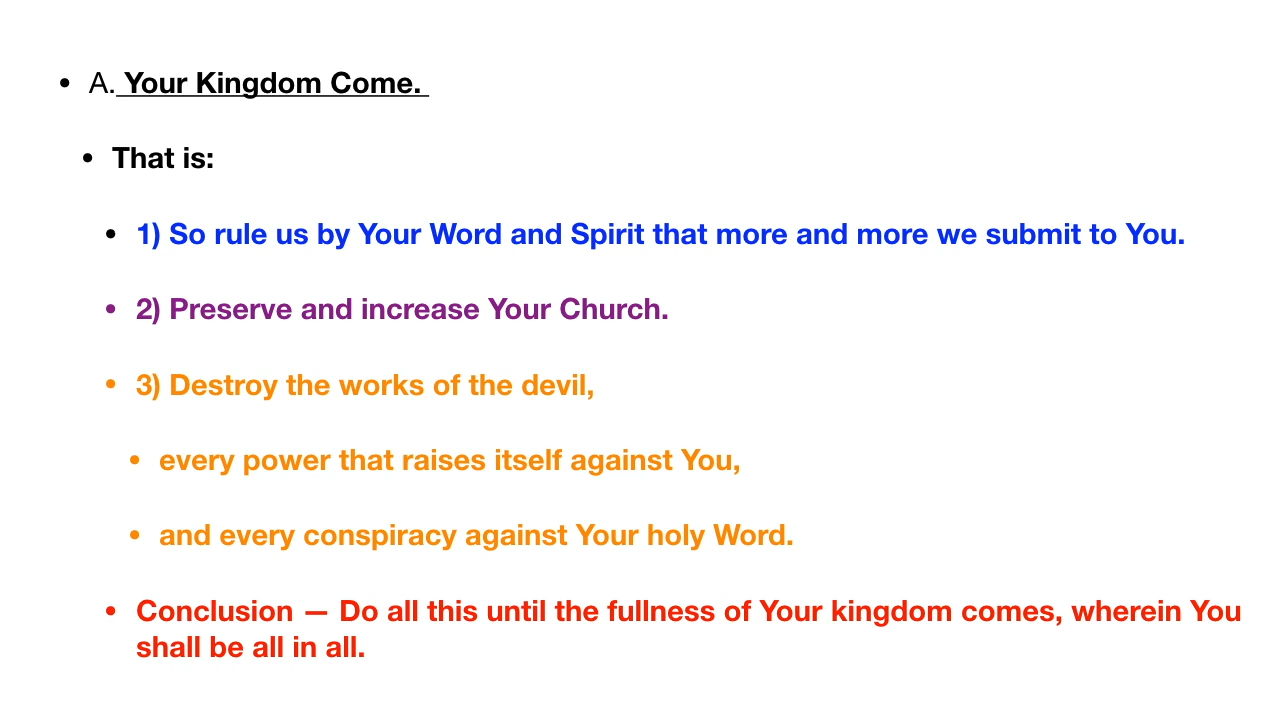 • A. Your Kingdom Come.
• That is:
• 1) So rule us by Your Word and Spirit that more and more we submit to You.
• 2) Preserve and increase Your Church.
• 3) Destroy the works of the devil,
• every power that raises itself against You,
• and every conspiracy against Your holy Word.
• Conclusion — Do all this until the fullness of Your kingdom comes, wherein You
shall be all in all.